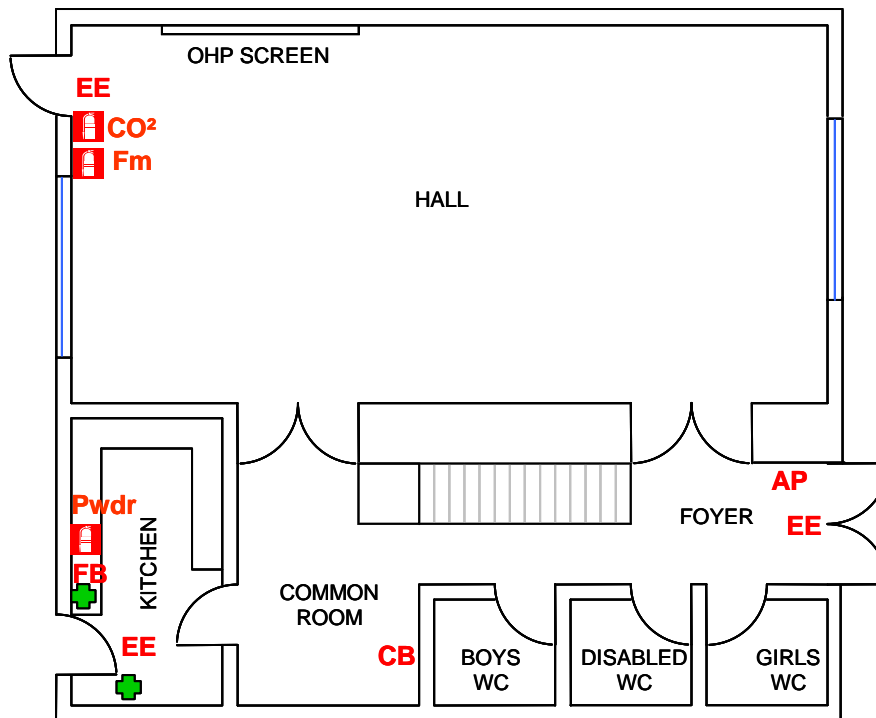 OHP SCREEN
EE
CO²
Fm
HALL
AP
Pwdr
FOYER
EE
KITCHEN
FB
COMMON
ROOM
EE
CB
BOYS
WC
DISABLED
WC
GIRLS
WC